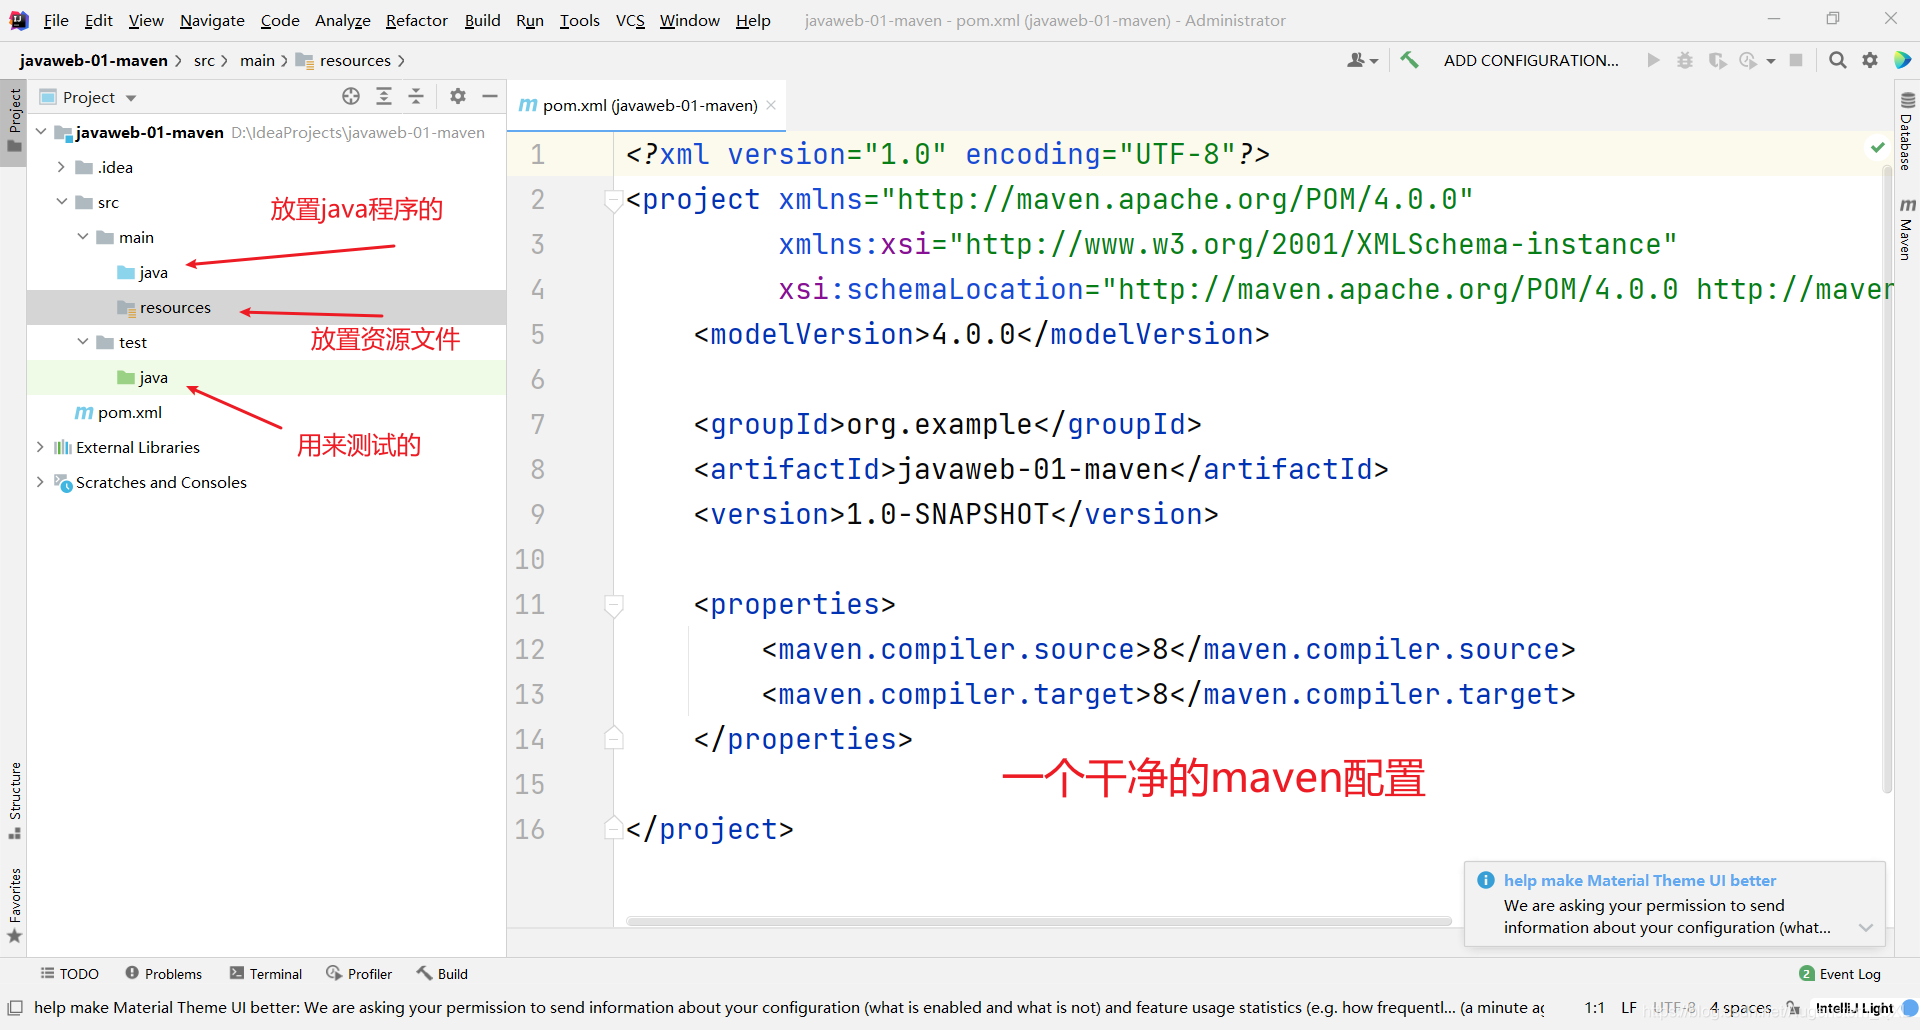 File Edit View Navigate Code Analyze Refactor Build Run Tools VCS Window Help javaweb-01-maven - pom.xml (javaweb-01-maven) - Administrator
javaweb-01-maven src main resources ADD CONFIGURATION...
Project
pom.xml (javaweb-01-maven)
Project
javaweb-01-maven D:\IdeaProjects\javaweb-01-maven
.idea
src
main
java
resources
test
java
pom.xml
External Libraries
Scratches and Consoles
放置java程序的
放置资源文件
用来测试的
1 <?xml version="1.0" encoding="UTF-8"?>
2 <project xmlns="http://maven.apache.org/POM/4.0.0"
3 xmlns:xsi="http://www.w3.org/2001/XMLSchema-instance"
4 xsi:schemaLocation="http://maven.apache.org/POM/4.0.0 http://maven
5 <modelVersion>4.0.0</modelVersion>
6
7 <groupId>org.example</groupId>
8 <artifactId>javaweb-01-maven</artifactId>
9 <version>1.0-SNAPSHOT</version>
10
11 <properties>
12 <maven.compiler.source>8</maven.compiler.source>
13 <maven.compiler.target>8</maven.compiler.target>
14 </properties>
15
16 </project>
一个干净的maven配置
Database
Maven
Structure
Favorites
help make Material Theme UI better
We are asking your permission to send
information about your configuration (what...
TODO Problems Terminal Profiler Build 2 Event Log
help make Material Theme UI better: We are asking your permission to send information about your configuration (what is enabled and what is not) and feature usage statistics (e.g. how frequentl... (a minute ag 1:1 LF UTF-8 4 spaces IntelliJ Light